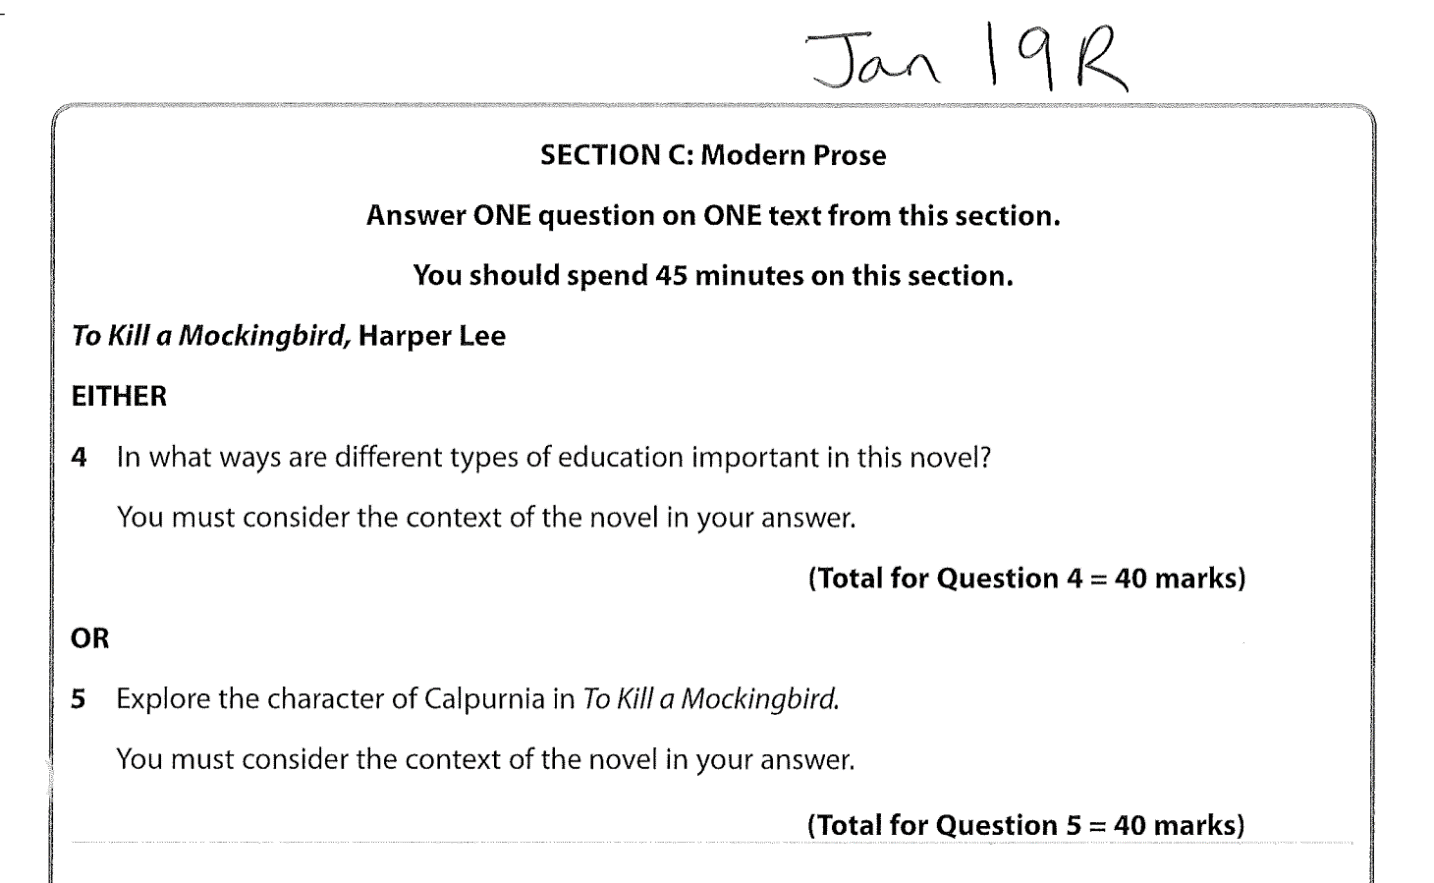 Jan 19R
SECTION C: Modern Prose
Answer ONE question on ONE text from this section.
You should spend 45 minutes on this section.
To Kill a Mockingbird, Harper Lee
EITHER
4 In what ways are different types of education important in this novel?
You must consider the context of the novel in your answer.
(Total for Question 4 = 40 marks)
OR
5 Explore the character of Calpurnia in To Kill a Mockingbird.
You must consider the context of the novel in your answer.
(Total for Question 5 = 40 marks)